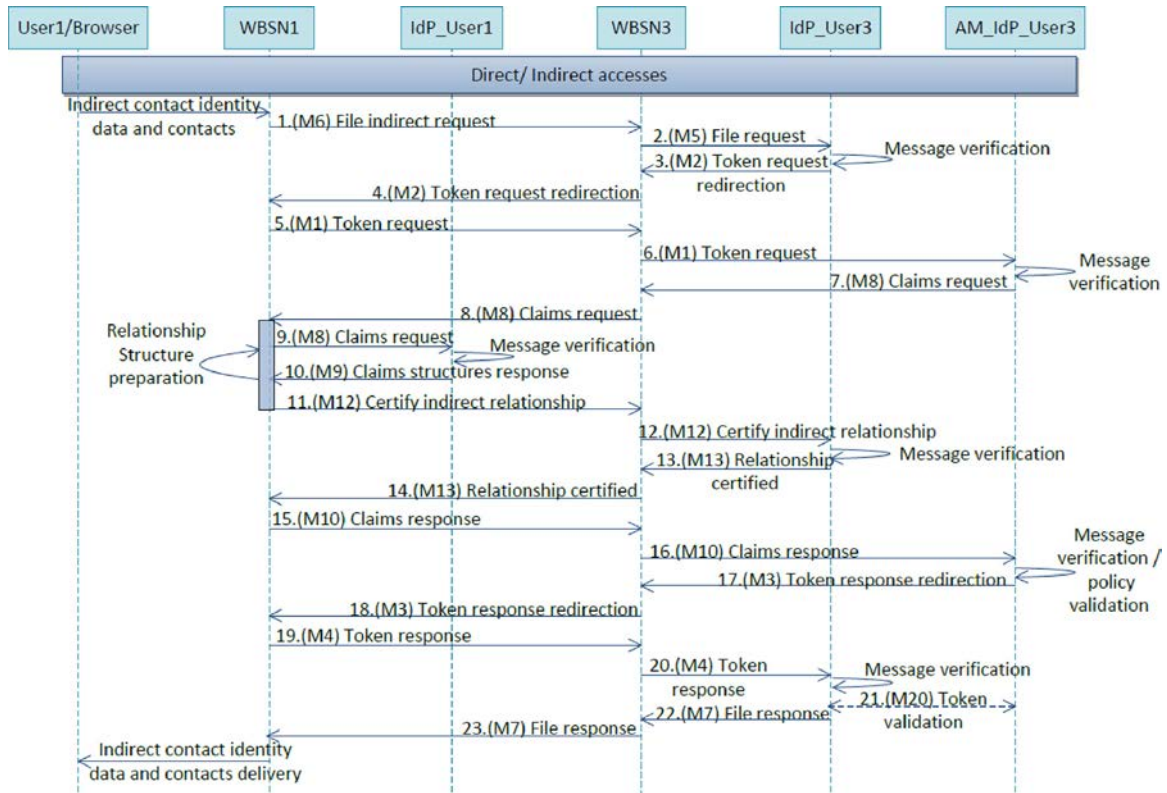 User1/Browser
WBSN1
IdP_User1
WBSN3
IdP_User3
AM_IdP_User3
Direct/ Indirect accesses
Indirect contact identity
data and contacts
1.(M6) File indirect request
2.(M5) File request
Message verification
3.(M2) Token request
redirection
4.(M2) Token request redirection
5.(M1) Token request
6.(M1) Token request
Message
verification
7.(M8) Claims request
8.(M8) Claims request
Relationship
Structure
preparation
9.(M8) Claims request
Message verification
10.(M9) Claims structures response
11.(M12) Certify indirect relationship
12.(M12) Certify indirect relationship
Message verification
13.(M13) Relationship
certified
14.(M13) Relationship certified
15.(M10) Claims response
16.(M10) Claims response
Message
verification /
policy
validation
17.(M3) Token response redirection
18.(M3) Token response redirection
19.(M4) Token response
20.(M4) Token
response
Message verification
21.(M20) Token
validation
22.(M7) File response
23.(M7) File response
Indirect contact identity
data and contacts delivery